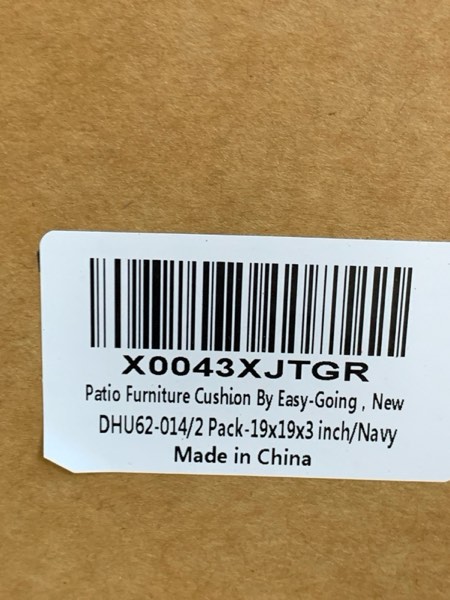 X0043XJTGR
Patio Furniture Cushion By Easy-Going , New
DHU62-014/2 Pack-19x19x3 inch/Navy
Made in China